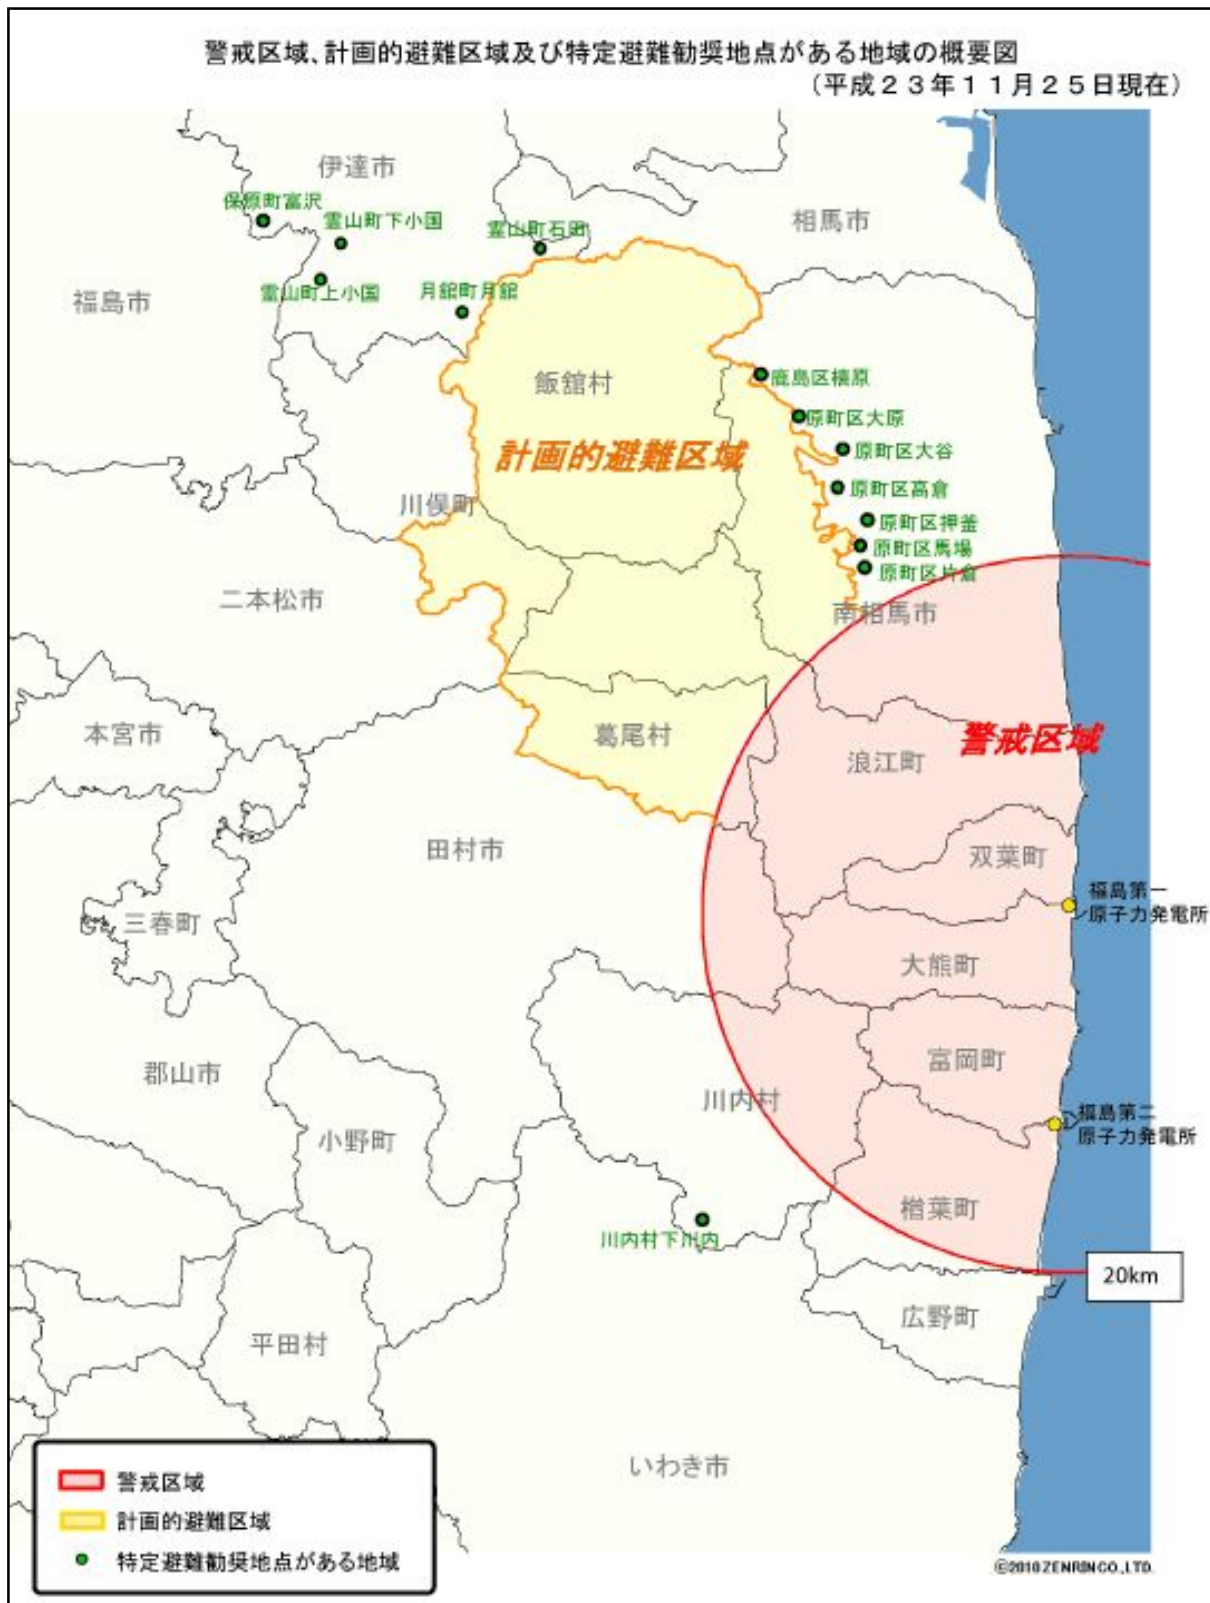 警戒区域、計画的避難区域及び特定避難勧奨地点がある地域の概要図
（平成２３年１１月２５日現在）
伊達市
保原町富沢
霊山町下小国
霊山町石田
相馬市
霊山町上小国
月舘町月舘
福島市
飯舘村
鹿島区橲原
原町区大原
計画的避難区域
原町区大谷
原町区高倉
川俣町
原町区押釜
原町区馬場
原町区片倉
二本松市
南相馬市
本宮市
葛尾村
警戒区域
浪江町
田村市
双葉町
福島第一
原子力発電所
三春町
大熊町
郡山市
富岡町
川内村
福島第二
原子力発電所
小野町
楢葉町
川内村下川内
20km
広野町
平田村
いわき市
警戒区域
計画的避難区域
特定避難勧奨地点がある地域
©2010 ZENRIN CO., LTD.